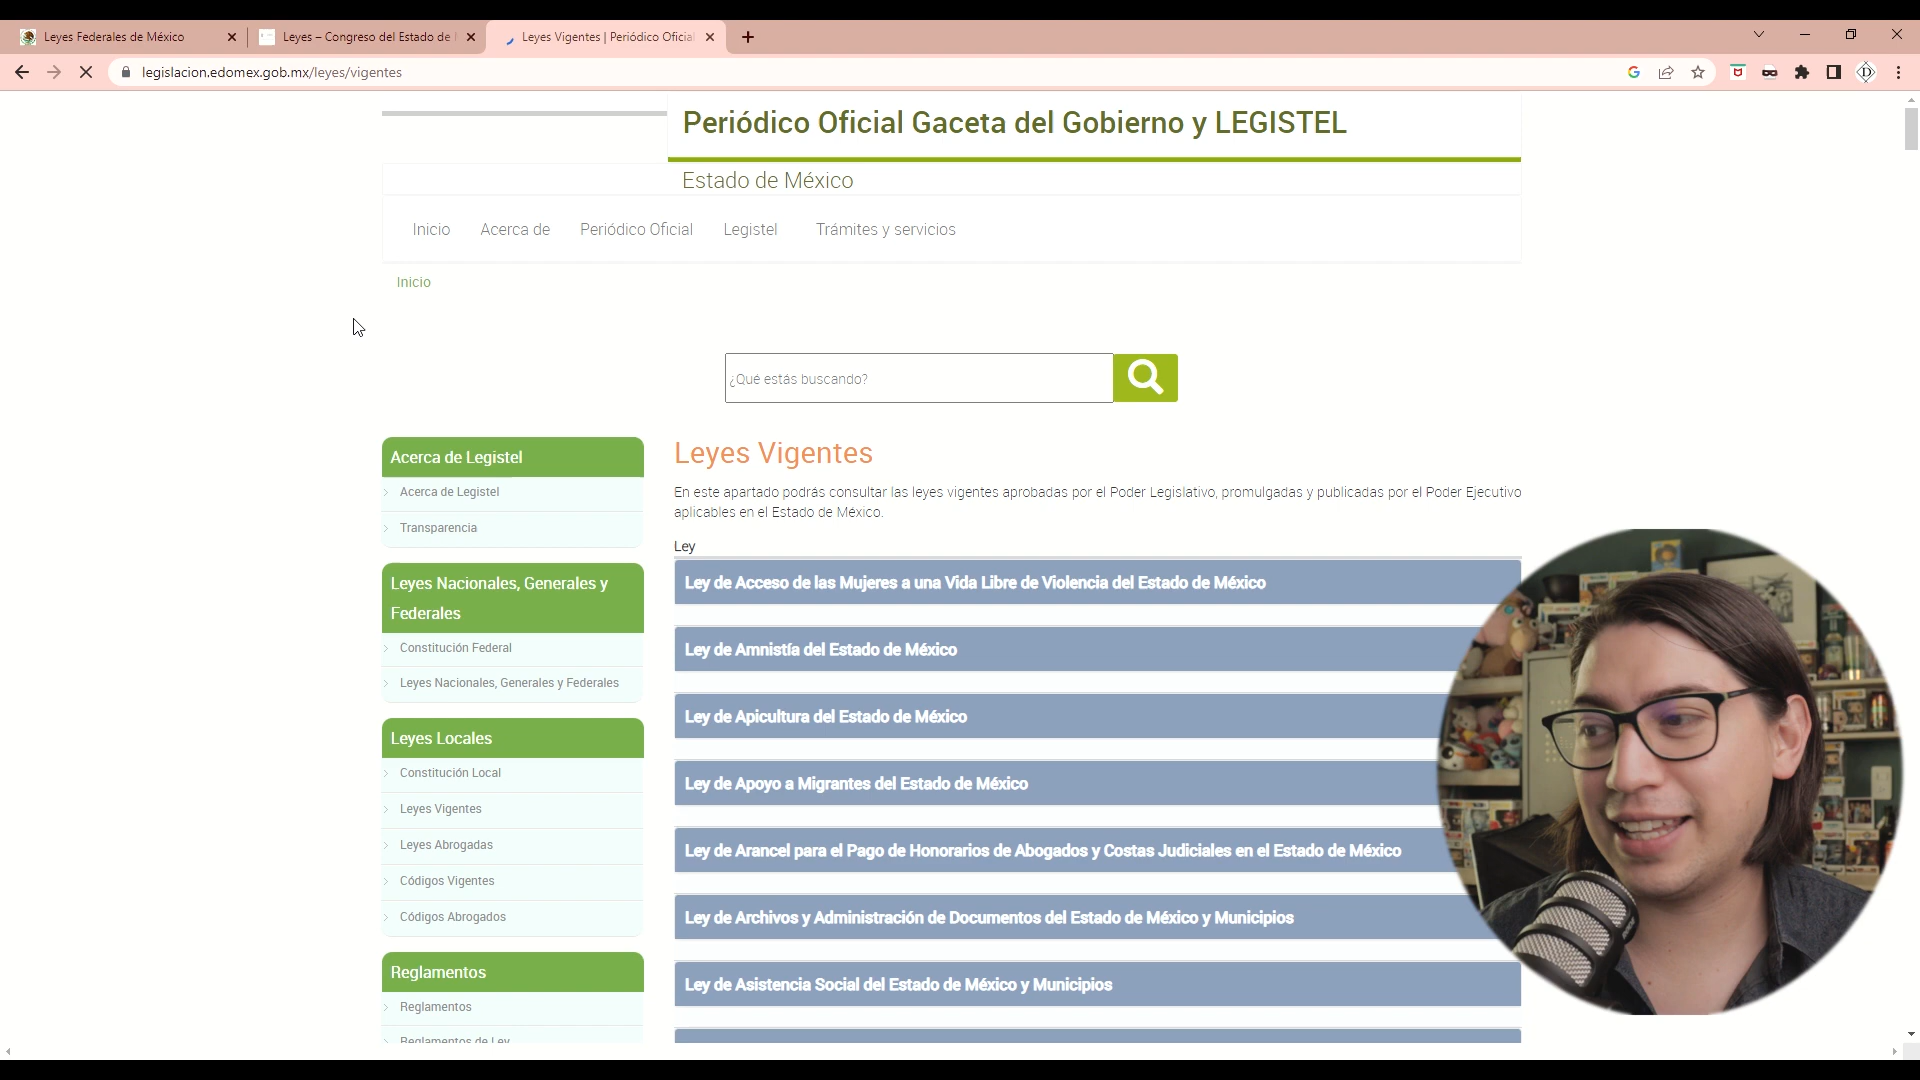 Leyes Federales de México
Leyes – Congreso del Estado de
Leyes Vigentes | Periódico Oficial
legislacion.edomex.gob.mx/leyes/vigentes
Periódico Oficial Gaceta del Gobierno y LEGISTEL
Estado de México
Inicio Acerca de Periódico Oficial Legistel Trámites y servicios
Inicio
¿Qué estás buscando?
Acerca de Legistel
Acerca de Legistel
Transparencia
Leyes Nacionales, Generales y
Federales
Constitución Federal
Leyes Nacionales, Generales y Federales
Leyes Locales
Constitución Local
Leyes Vigentes
Leyes Abrogadas
Códigos Vigentes
Códigos Abrogados
Reglamentos
Reglamentos
Reglamentos de Ley
Leyes Vigentes
En este apartado podrás consultar las leyes vigentes aprobadas por el Poder Legislativo, promulgadas y publicadas por el Poder Ejecutivo
aplicables en el Estado de México.
Ley
Ley de Acceso de las Mujeres a una Vida Libre de Violencia del Estado de México
Ley de Amnistía del Estado de México
Ley de Apicultura del Estado de México
Ley de Apoyo a Migrantes del Estado de México
Ley de Arancel para el Pago de Honorarios de Abogados y Costas Judiciales en el Estado de México
Ley de Archivos y Administración de Documentos del Estado de México y Municipios
Ley de Asistencia Social del Estado de México y Municipios